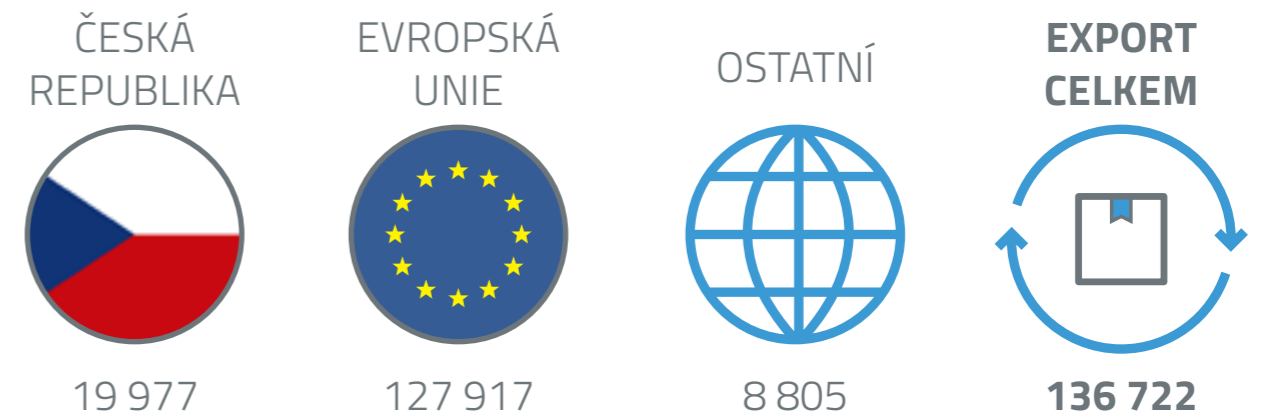 ČESKÁ
REPUBLIKA
19 977
EVROPSKÁ
UNIE
127 917
OSTATNÍ
8 805
EXPORT
CELKEM
136 722